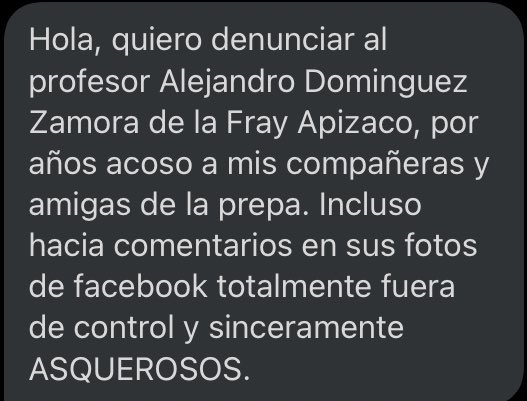 Hola, quiero denunciar al
profesor Alejandro Dominguez
Zamora de la Fray Apizaco, por
años acoso a mis compañeras y
amigas de la prepa. Incluso
hacia comentarios en sus fotos
de facebook totalmente fuera
de control y sinceramente
ASQUEROSOS.